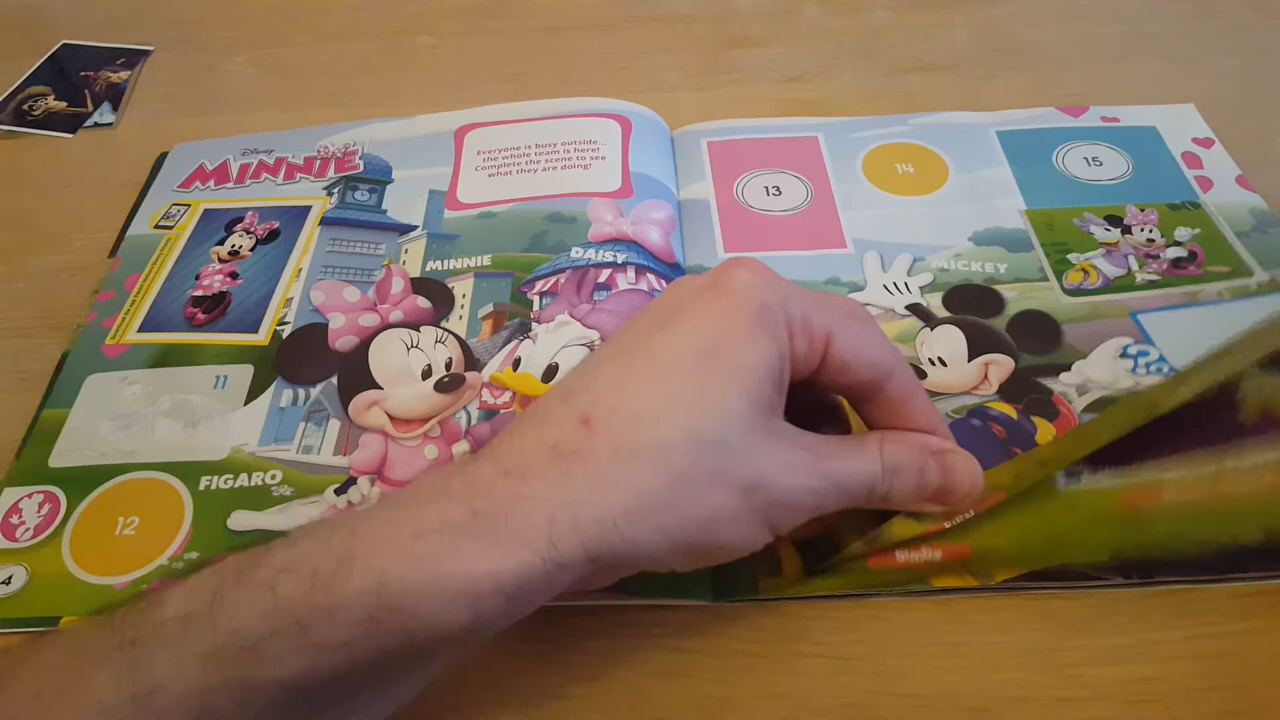 Disney
MINNIE
Everyone is busy outside...
the whole team is here!
Complete the scene to see
what they are doing!
MINNIE
DAISY
11
FIGARO
12
4
13
14
15
MICKEY